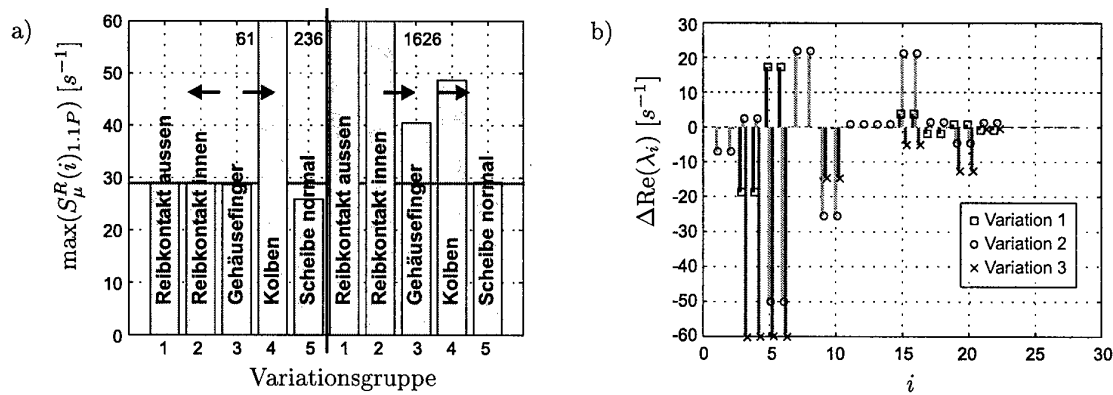 a)
max(S_μ^R(i)_{1.1P}) [s^{-1}]
60
50
40
30
20
10
0
61
236
1626
Reibkontakt aussen
Reibkontakt innen
Gehäusefinger
Kolben
Scheibe normal
Reibkontakt aussen
Reibkontakt innen
Gehäusefinger
Kolben
Scheibe normal
1 2 3 4 5 1 2 3 4 5
Variationsgruppe
b)
ΔRe(λ_i) [s^{-1}]
30
20
10
0
-10
-20
-30
-40
-50
-60
Variation 1
Variation 2
Variation 3
0 5 10 15 20 25 30
i